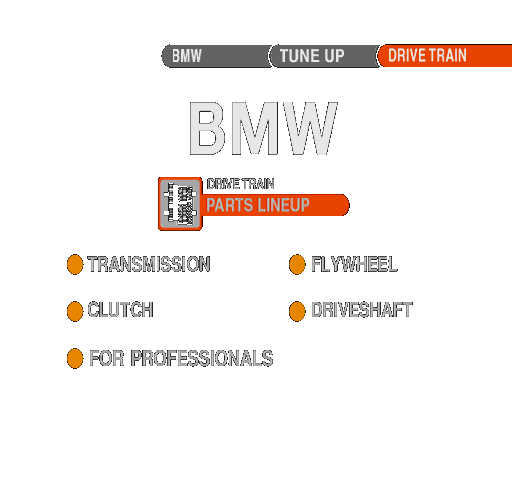 BMW TUNE UP DRIVE TRAIN
BMW
DRIVE TRAIN
PARTS LINEUP
TRANSMISSION FLYWHEEL
CLUTCH DRIVESHAFT
FOR PROFESSIONALS